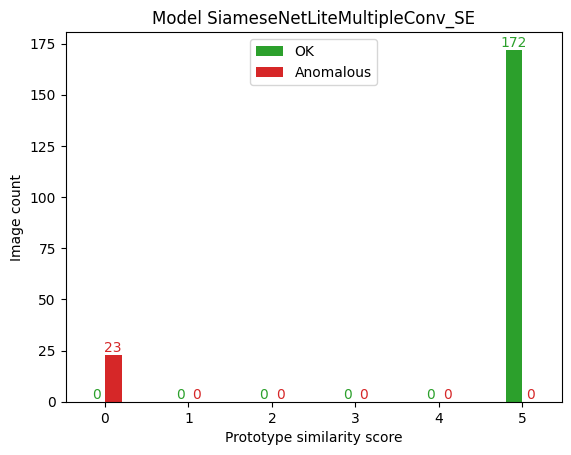 Model SiameseNetLiteMultipleConv_SE
OK
Anomalous
Image count
175
150
125
100
75
50
25
0
172
23
0 0 0 0 0 0 0 0 0 0
0 1 2 3 4 5
Prototype similarity score